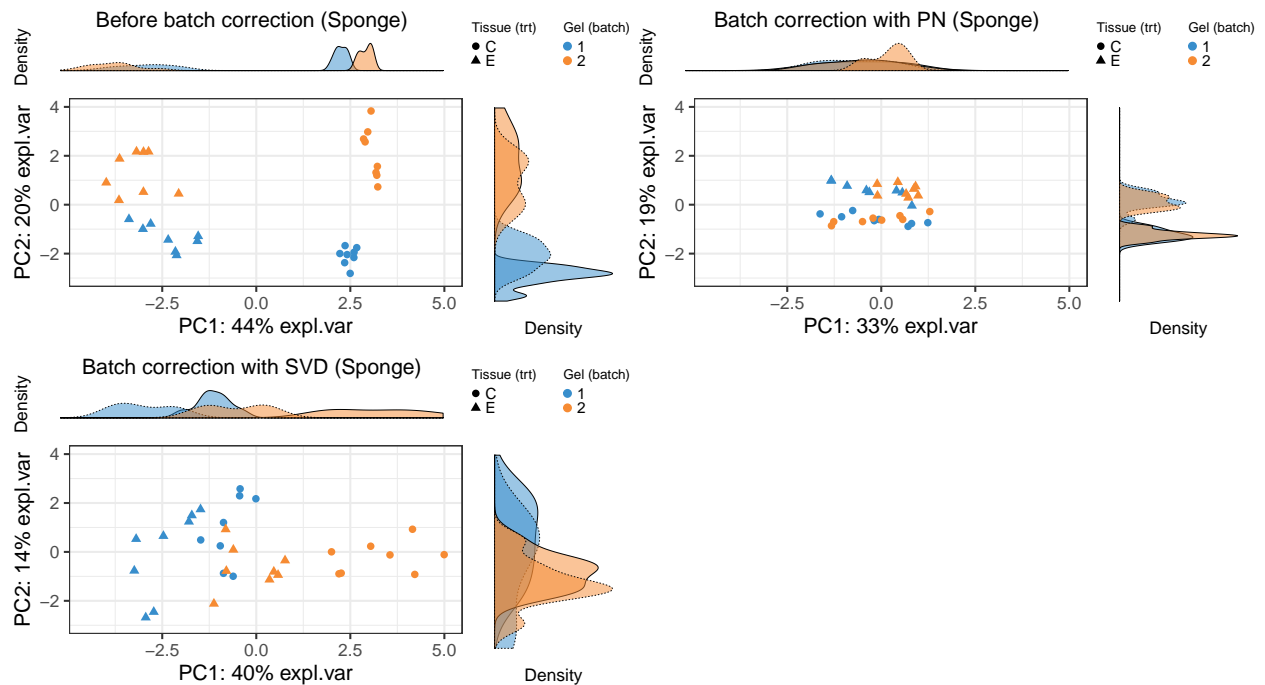 Before batch correction (Sponge)
Density
Tissue (trt)
C
E
Gel (batch)
1
2
PC2: 20% expl.var
4
2
0
−2
−2.5
0.0
2.5
5.0
PC1: 44% expl.var
Density
Batch correction with PN (Sponge)
Density
Tissue (trt)
C
E
Gel (batch)
1
2
PC2: 19% expl.var
4
2
0
−2
−2.5
0.0
2.5
5.0
PC1: 33% expl.var
Density
Batch correction with SVD (Sponge)
Density
Tissue (trt)
C
E
Gel (batch)
1
2
PC2: 14% expl.var
4
2
0
−2
−2.5
0.0
2.5
5.0
PC1: 40% expl.var
Density